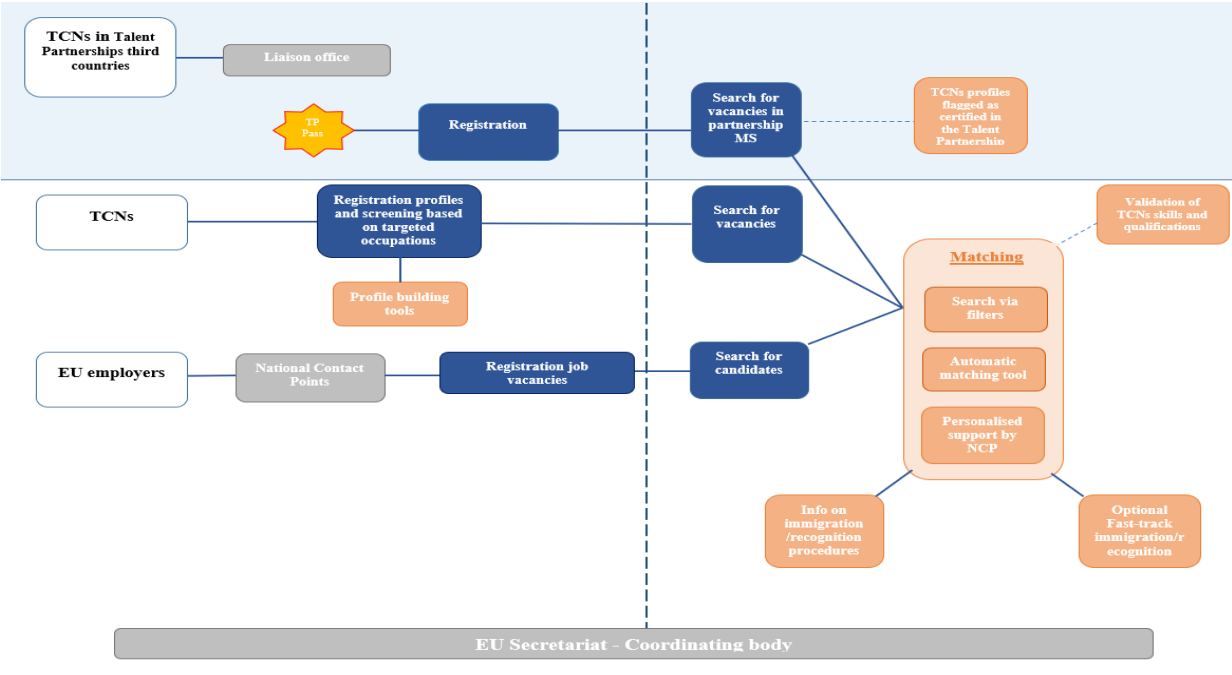 TCNs in Talent
Partnerships third
countries
Liaison office
TP
Pass
Registration
Search for
vacancies in
partnership
MS
TCNs profiles
flagged as
certified in
the Talent
Partnership
TCNs
Registration profiles
and screening based
on targeted
occupations
Search for
vacancies
Validation of
TCNs skills and
qualifications
Profile building
tools
Matching
Search via
filters
Automatic
matching tool
Personalised
support by
NCP
EU employers
National Contact
Points
Registration job
vacancies
Search for
candidates
Info on
immigration
/recognition
procedures
Optional
Fast-track
immigration/r
ecognition
EU Secretariat - Coordinating body